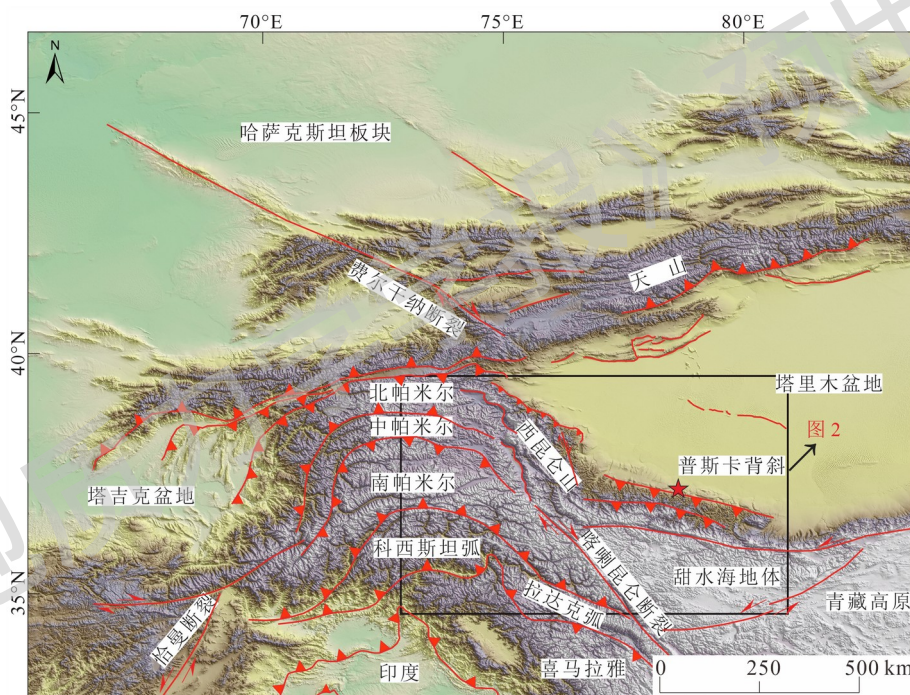 70°E
75°E
80°E
N
45°N
哈萨克斯坦板块
天山
费尔干纳断裂
40°N
北帕米尔
塔里木盆地
中帕米尔
西昆仑山
图 2
普斯卡背斜
南帕米尔
塔吉克盆地
科西斯坦弧
喀喇昆仑断裂
甜水海地体
35°N
拉达克弧
青藏高原
恰曼断裂
印度
喜马拉雅
0
250
500 km